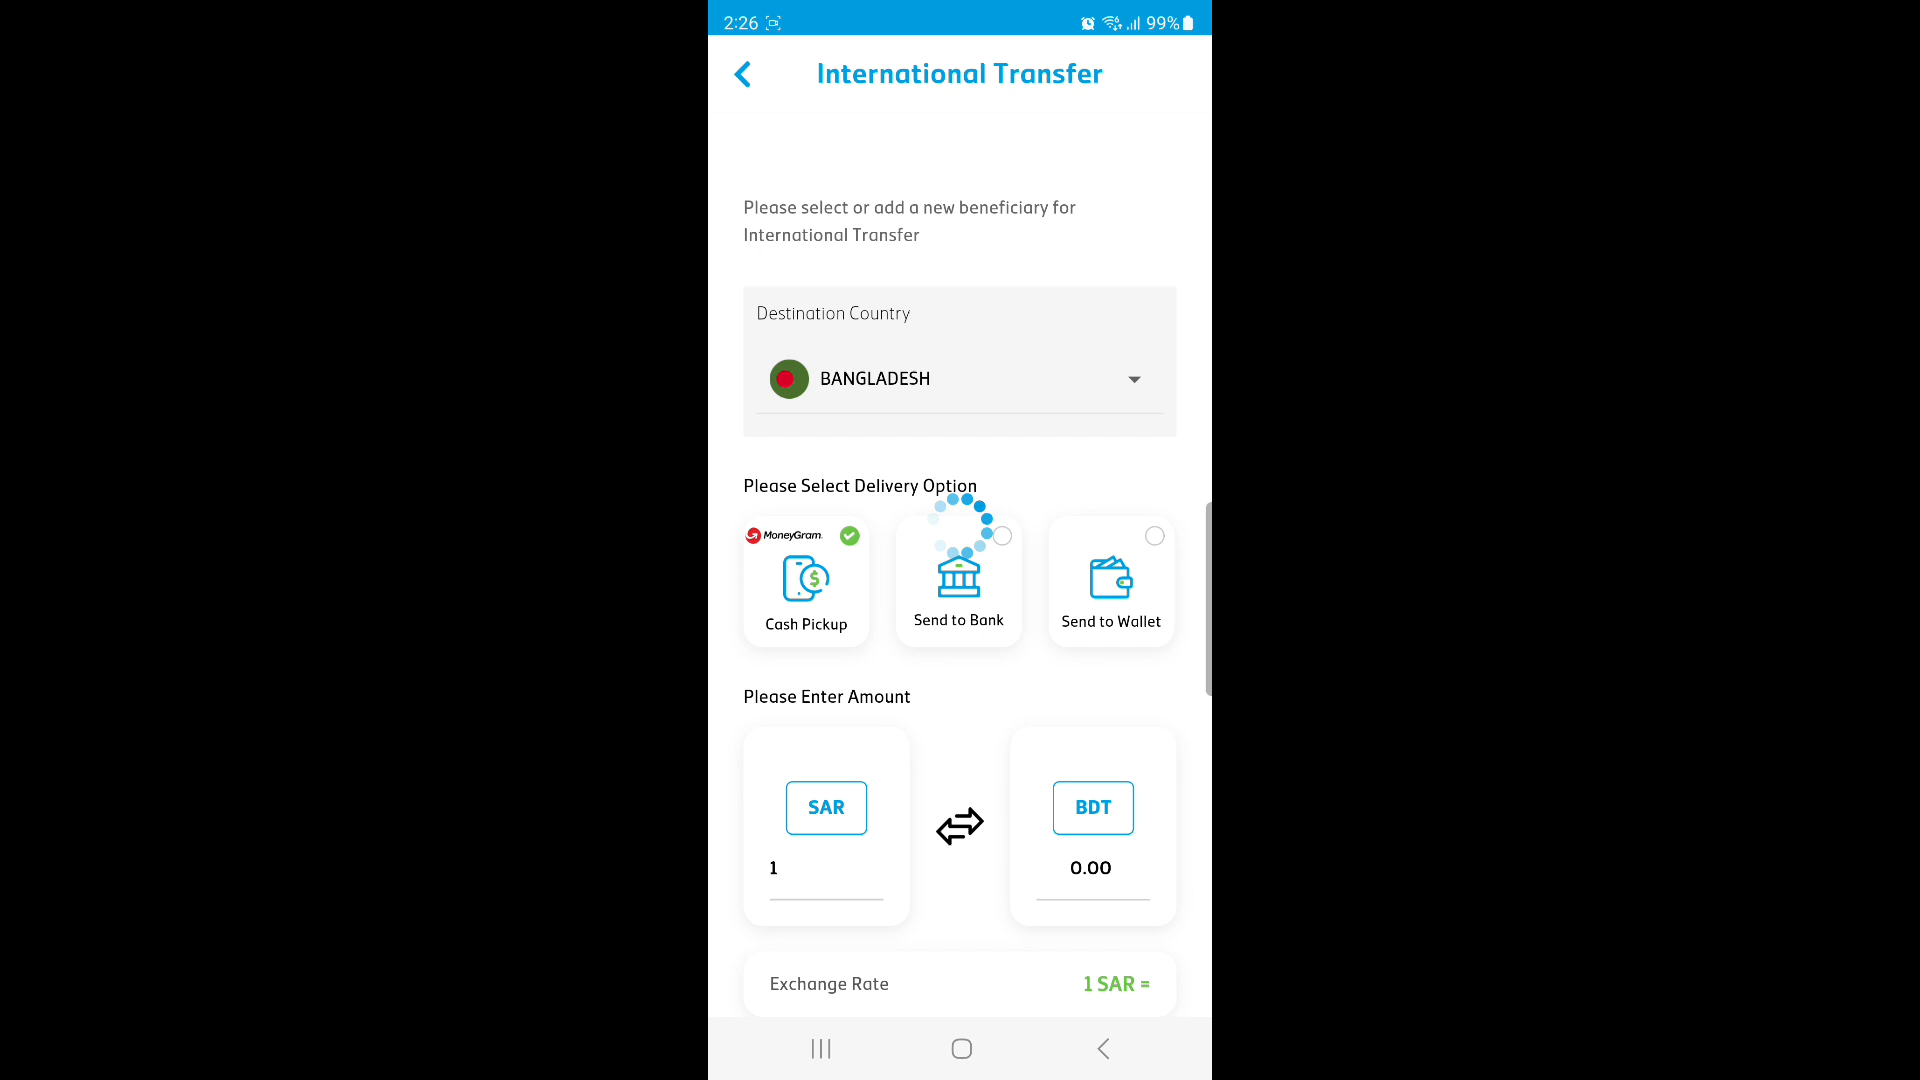 2:26
99%
International Transfer
Please select or add a new beneficiary for
International Transfer
Destination Country
BANGLADESH
Please Select Delivery Option
MoneyGram.
Cash Pickup
Send to Bank
Send to Wallet
Please Enter Amount
SAR
1
BDT
0.00
Exchange Rate
1 SAR =